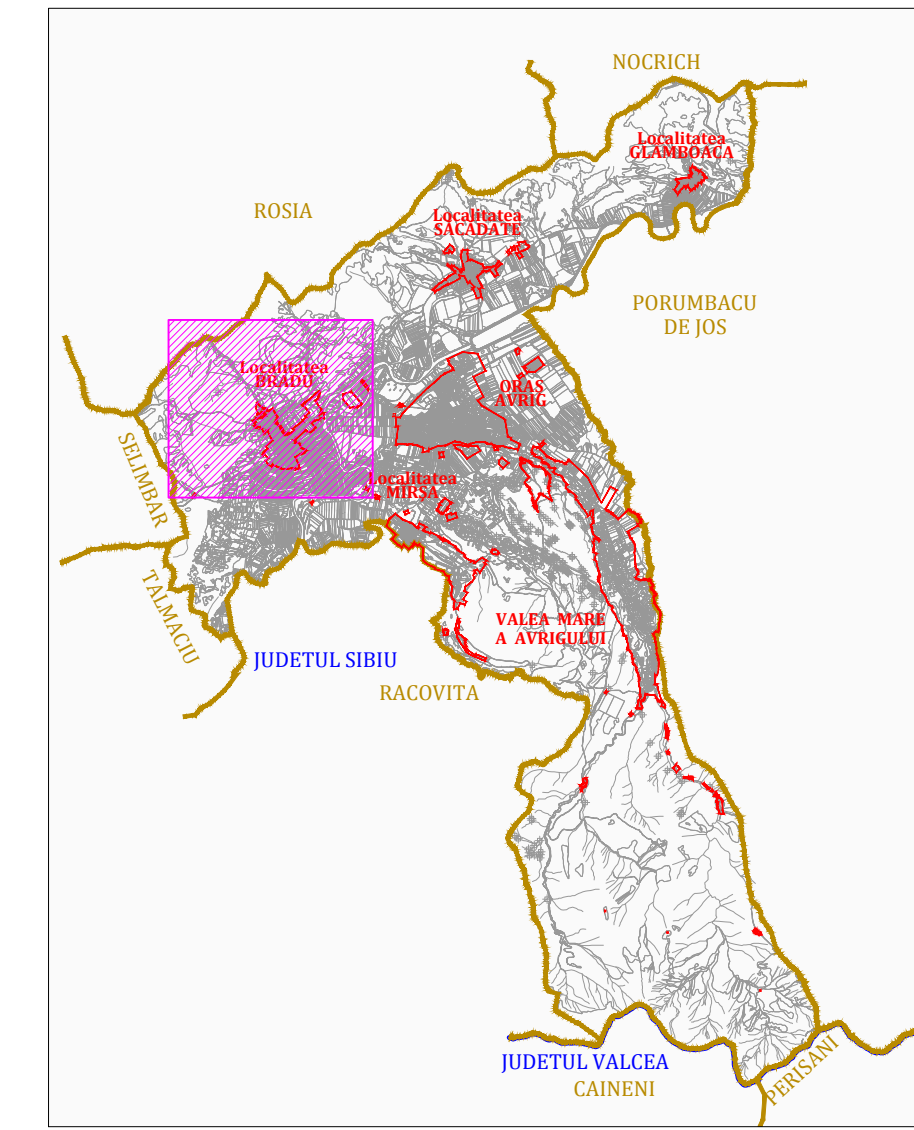 NOCRICH
Localitatea
GLAMBOACA
ROSIA
Localitatea
SACADATE
PORUMBACU
DE JOS
Localitatea
BRADU
ORAS
AVRIG
SELIMBAR
Localitatea
MIRȘA
TALMACIU
VALEA MARE
A AVRIGULUI
JUDETUL SIBIU
RACOVITA
JUDETUL VALCEA
CAINENI
PERISANI